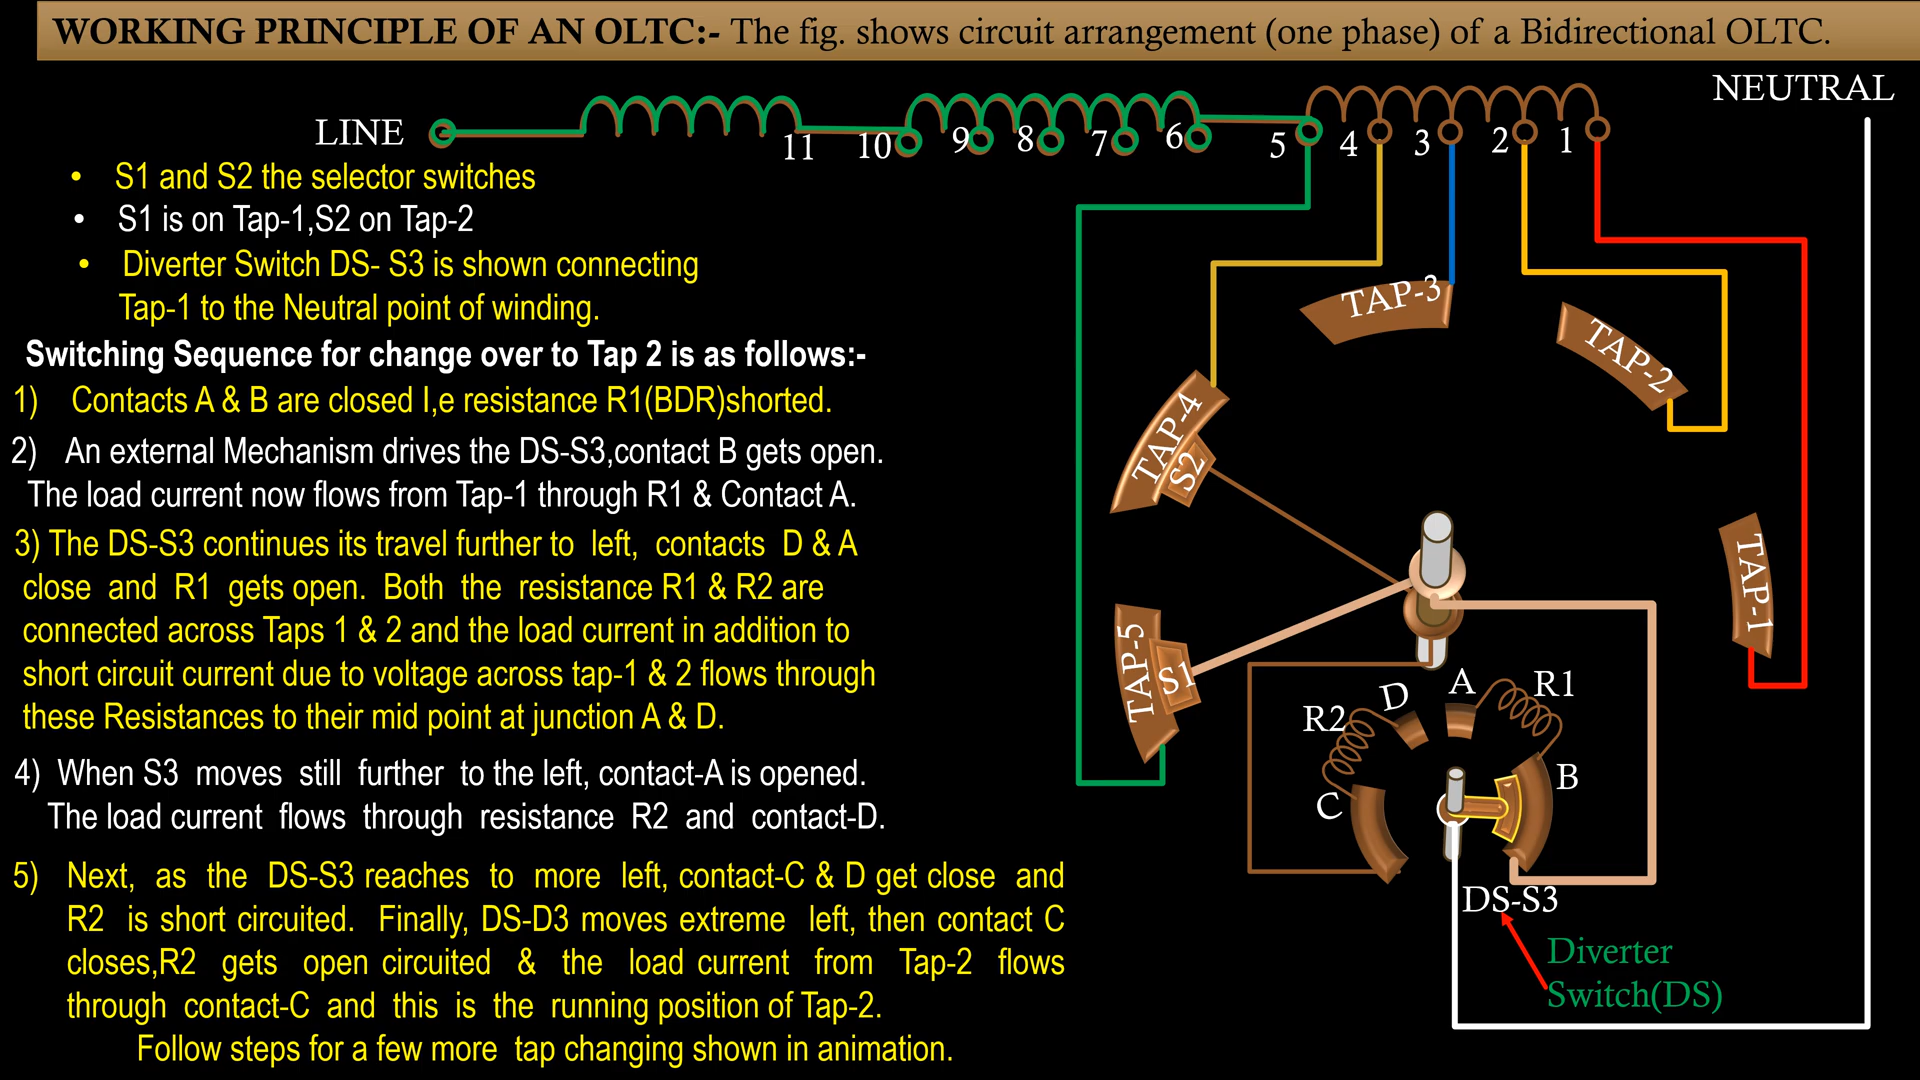 WORKING PRINCIPLE OF AN OLTC:- The fig. shows circuit arrangement (one phase) of a Bidirectional OLTC.
NEUTRAL
LINE
11 10 9 8 7 6 5 4 3 2 1
• S1 and S2 the selector switches
• S1 is on Tap-1,S2 on Tap-2
• Diverter Switch DS- S3 is shown connecting
Tap-1 to the Neutral point of winding.
Switching Sequence for change over to Tap 2 is as follows:-
1) Contacts A & B are closed I,e resistance R1(BDR)shorted.
2) An external Mechanism drives the DS-S3,contact B gets open.
The load current now flows from Tap-1 through R1 & Contact A.
3) The DS-S3 continues its travel further to left, contacts D & A
close and R1 gets open. Both the resistance R1 & R2 are
connected across Taps 1 & 2 and the load current in addition to
short circuit current due to voltage across tap-1 & 2 flows through
these Resistances to their mid point at junction A & D.
4) When S3 moves still further to the left, contact-A is opened.
The load current flows through resistance R2 and contact-D.
5) Next, as the DS-S3 reaches to more left, contact-C & D get close and
R2 is short circuited. Finally, DS-D3 moves extreme left, then contact C
closes,R2 gets open circuited & the load current from Tap-2 flows
through contact-C and this is the running position of Tap-2.
Follow steps for a few more tap changing shown in animation.
TAP-3
TAP-2
TAP-4
S2
TAP-1
TAP-5
S1
R2
D
A
R1
C
B
DS-S3
Diverter
Switch(DS)